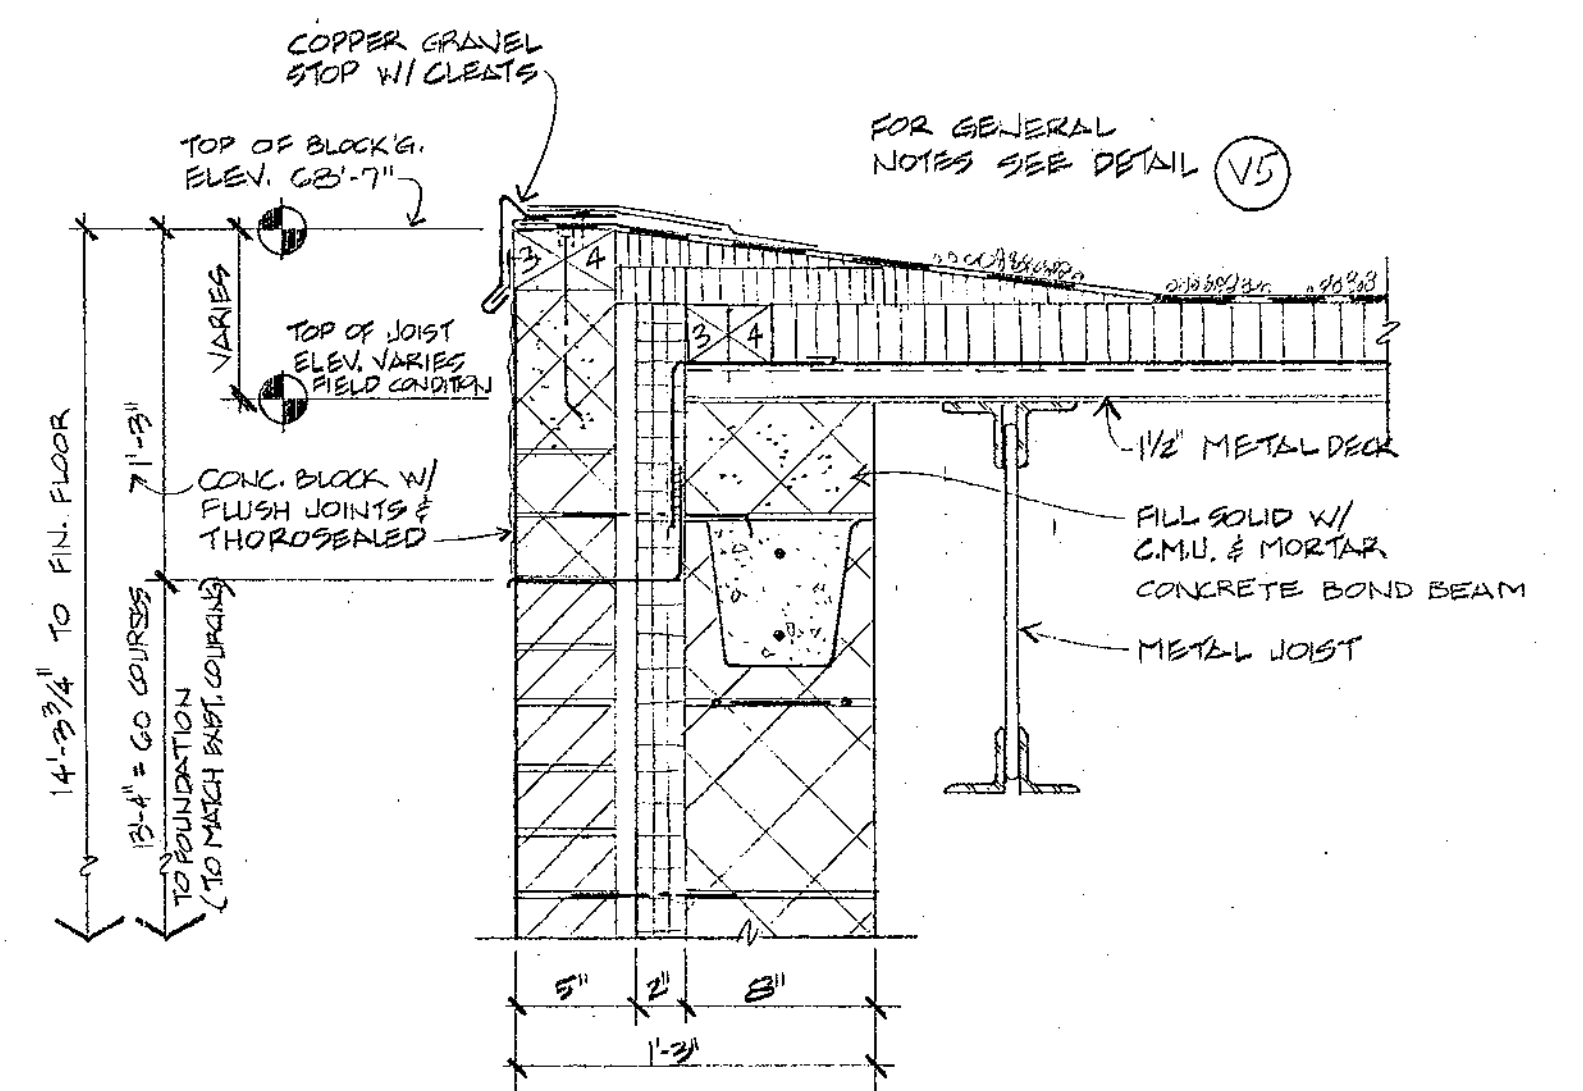 COPPER GRAVEL
STOP W/ CLEATS
FOR GENERAL
NOTES SEE DETAIL
V5
TOP OF BLOCK'G.
ELEV. 68'-7"
3
4
VARIES
TOP OF JOIST
ELEV. VARIES
FIELD CONDITION
3
4
1 1/2" METAL DECK
1'-3"
CONC. BLOCK W/
FLUSH JOINTS &
THOROSEALED
FILL SOLID W/
C.M.U. & MORTAR
CONCRETE BOND BEAM
METAL JOIST
14'-3 3/4" TO FIN. FLOOR
13'-4" = 60 COURSES
TO FOUNDATION
(TO MATCH EXIST. COURCING)
5"
2"
8"
1'-3"